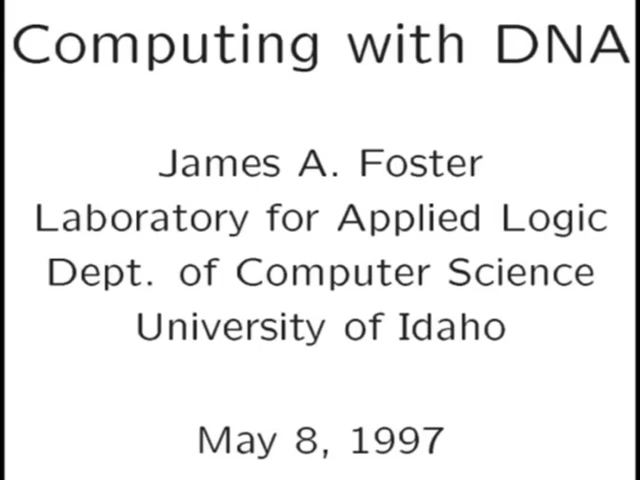 Computing with DNA
James A. Foster
Laboratory for Applied Logic
Dept. of Computer Science
University of Idaho
May 8, 1997